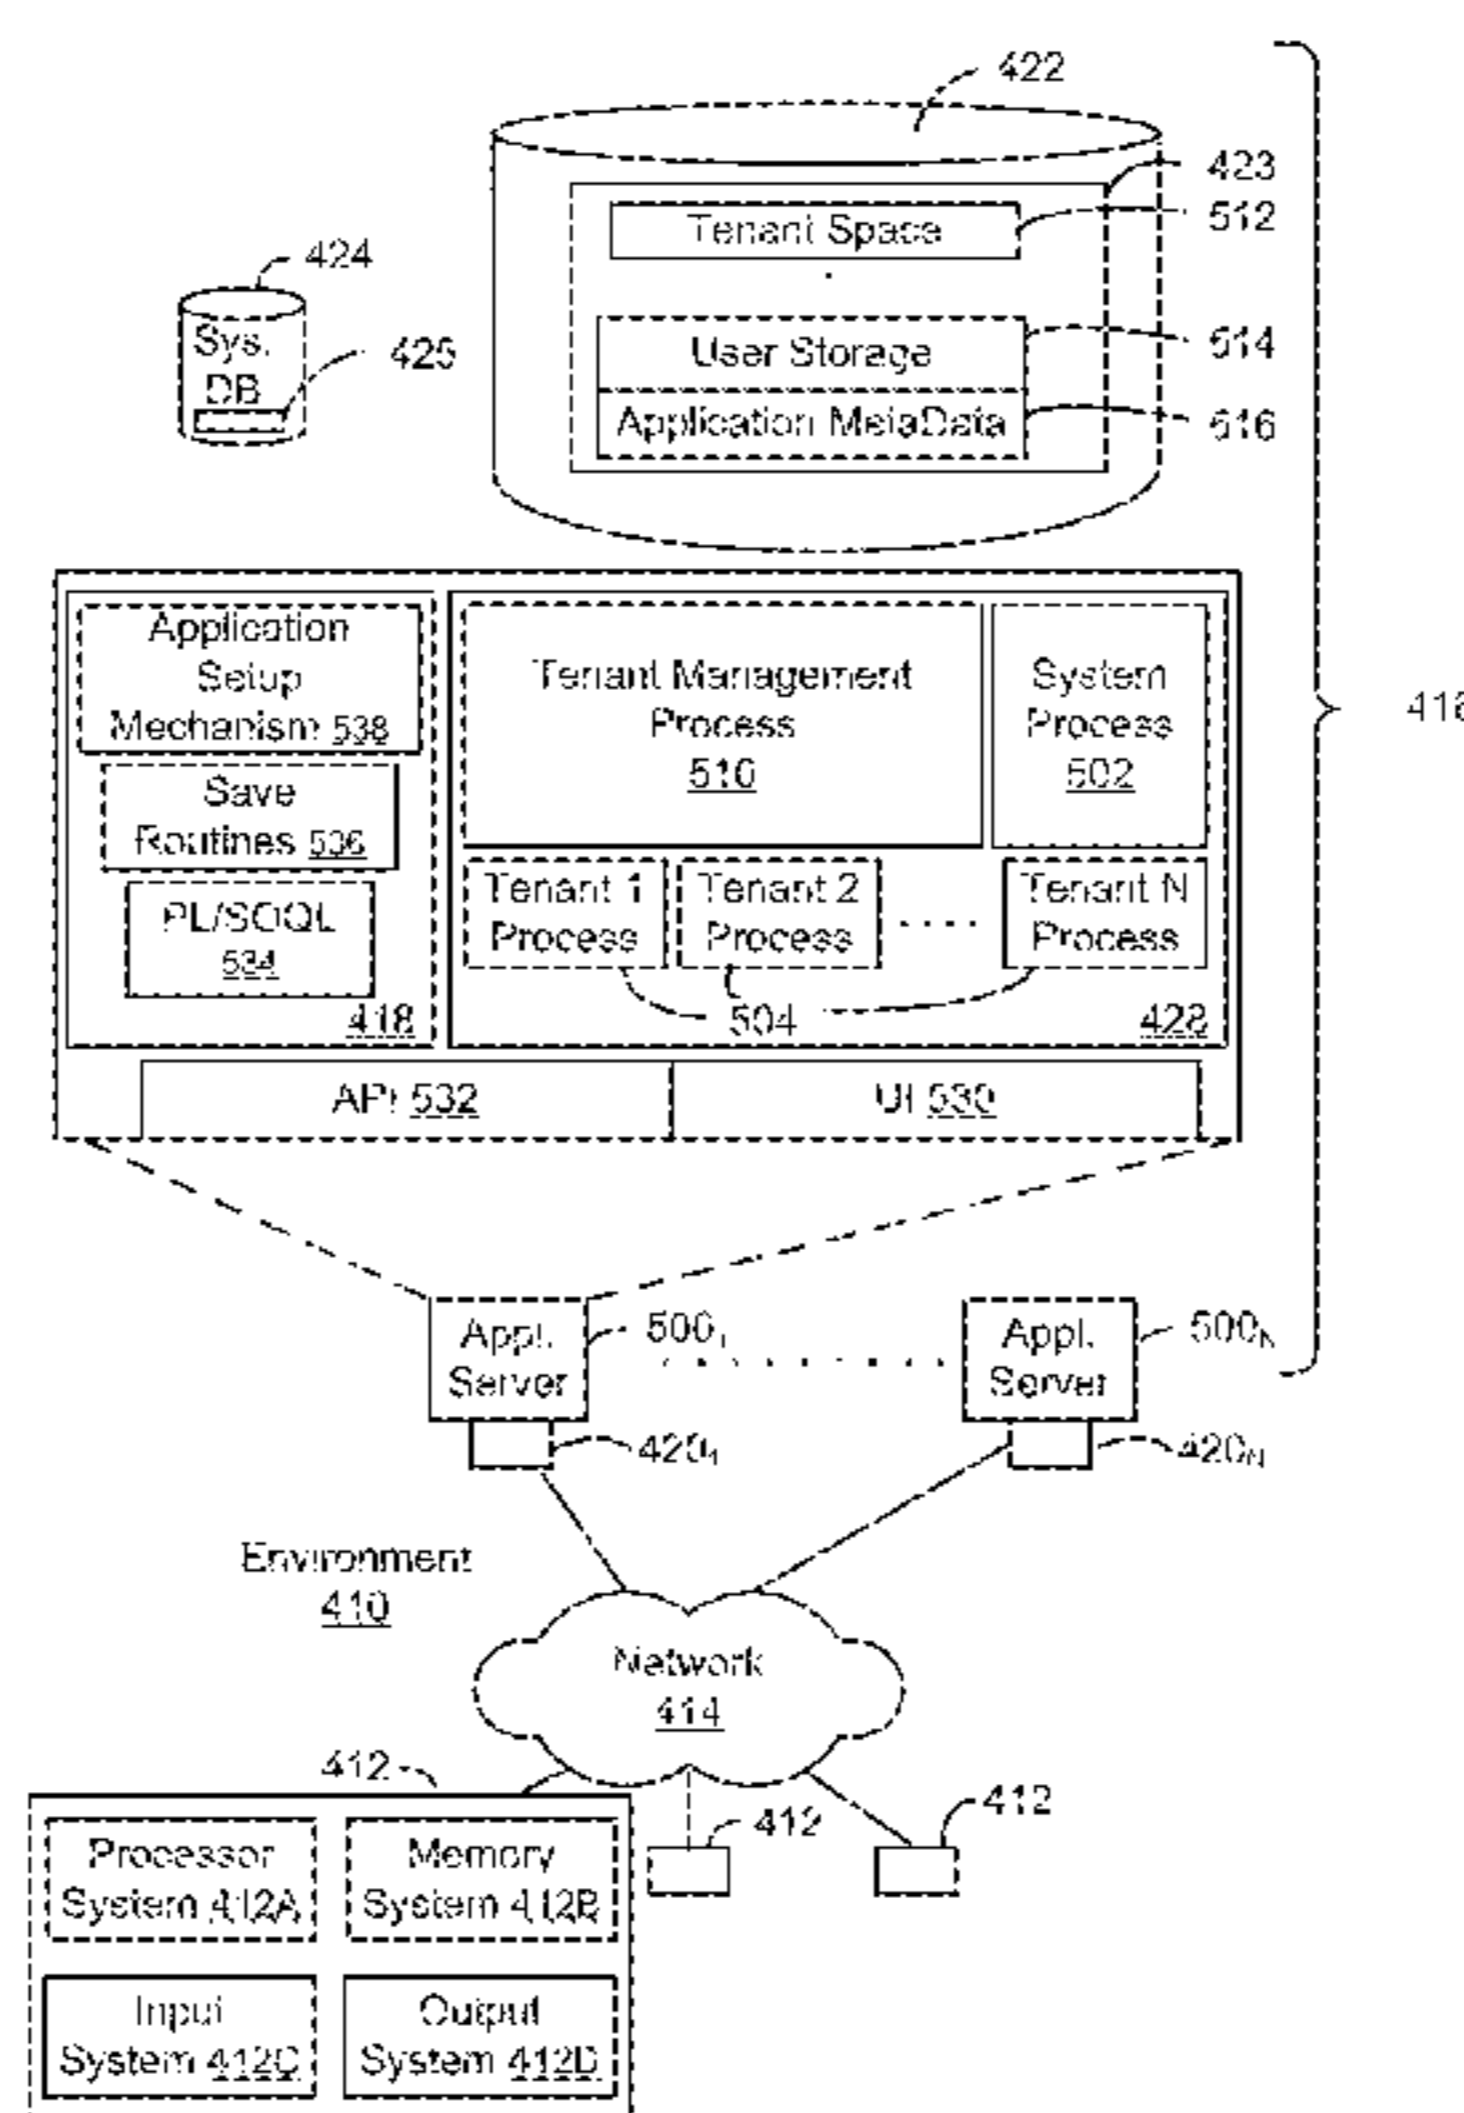 422
423
Tenant Space
512
424
Sys.
DB
425
User Storage
514
Application MetaData
516
Application
Setup
Mechanism 538
Tenant Management
Process
510
System
Process
502
416
Save
Routines 536
PL/SOQL
534
418
Tenant 1
Process
Tenant 2
Process
Tenant N
Process
504
428
API 532
UI 530
Appl.
Server
500₁
Appl.
Server
500N
420₁
420N
Environment
410
Network
414
412
412
412
Processor
System 412A
Memory
System 412B
Input
System 412C
Output
System 412D